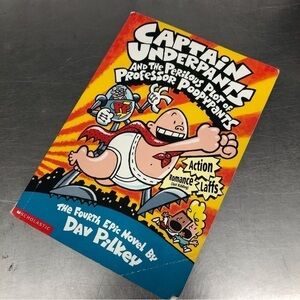 CAPTAIN
UNDERPANTS
AND THE PERILOUS PLOT OF
PROFESSOR POOPYPANTS
Action
Romance
Laffs
THE FOURTH EPIC NOVEL BY
DAV PILKEY
SCHOLASTIC